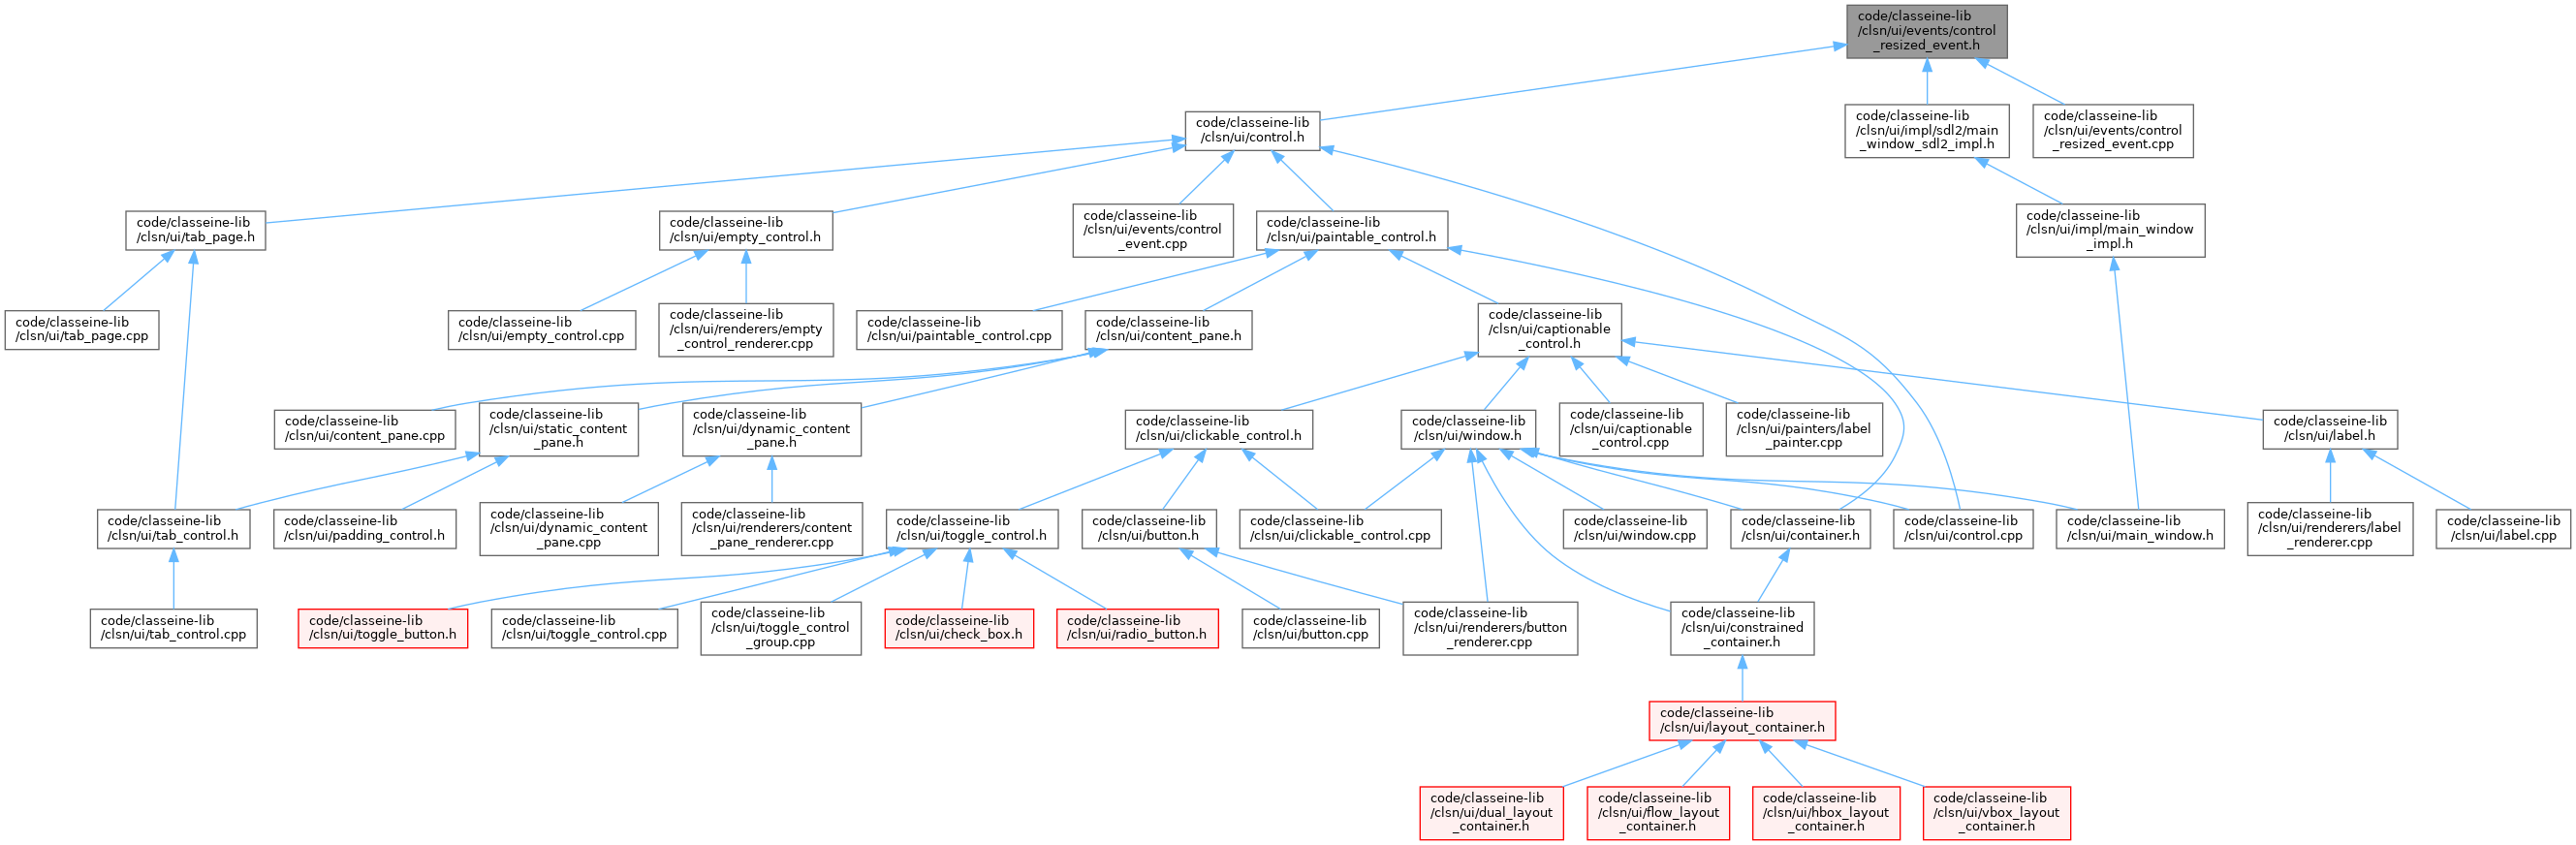 code/classeine-lib
/clsn/ui/events/control
_resized_event.h
code/classeine-lib
/clsn/ui/control.h
code/classeine-lib
/clsn/ui/impl/sdl2/main
_window_sdl2_impl.h
code/classeine-lib
/clsn/ui/events/control
_resized_event.cpp
code/classeine-lib
/clsn/ui/tab_page.h
code/classeine-lib
/clsn/ui/empty_control.h
code/classeine-lib
/clsn/ui/events/control
_event.cpp
code/classeine-lib
/clsn/ui/paintable_control.h
code/classeine-lib
/clsn/ui/impl/main_window
_impl.h
code/classeine-lib
/clsn/ui/tab_page.cpp
code/classeine-lib
/clsn/ui/empty_control.cpp
code/classeine-lib
/clsn/ui/renderers/empty
_control_renderer.cpp
code/classeine-lib
/clsn/ui/paintable_control.cpp
code/classeine-lib
/clsn/ui/content_pane.h
code/classeine-lib
/clsn/ui/captionable
_control.h
code/classeine-lib
/clsn/ui/content_pane.cpp
code/classeine-lib
/clsn/ui/static_content
_pane.h
code/classeine-lib
/clsn/ui/dynamic_content
_pane.h
code/classeine-lib
/clsn/ui/clickable_control.h
code/classeine-lib
/clsn/ui/window.h
code/classeine-lib
/clsn/ui/captionable
_control.cpp
code/classeine-lib
/clsn/ui/painters/label
_painter.cpp
code/classeine-lib
/clsn/ui/label.h
code/classeine-lib
/clsn/ui/tab_control.h
code/classeine-lib
/clsn/ui/padding_control.h
code/classeine-lib
/clsn/ui/dynamic_content
_pane.cpp
code/classeine-lib
/clsn/ui/renderers/content
_pane_renderer.cpp
code/classeine-lib
/clsn/ui/toggle_control.h
code/classeine-lib
/clsn/ui/button.h
code/classeine-lib
/clsn/ui/clickable_control.cpp
code/classeine-lib
/clsn/ui/window.cpp
code/classeine-lib
/clsn/ui/container.h
code/classeine-lib
/clsn/ui/control.cpp
code/classeine-lib
/clsn/ui/main_window.h
code/classeine-lib
/clsn/ui/renderers/label
_renderer.cpp
code/classeine-lib
/clsn/ui/label.cpp
code/classeine-lib
/clsn/ui/tab_control.cpp
code/classeine-lib
/clsn/ui/toggle_button.h
code/classeine-lib
/clsn/ui/toggle_control.cpp
code/classeine-lib
/clsn/ui/toggle_control
_group.cpp
code/classeine-lib
/clsn/ui/check_box.h
code/classeine-lib
/clsn/ui/radio_button.h
code/classeine-lib
/clsn/ui/button.cpp
code/classeine-lib
/clsn/ui/renderers/button
_renderer.cpp
code/classeine-lib
/clsn/ui/constrained
_container.h
code/classeine-lib
/clsn/ui/layout_container.h
code/classeine-lib
/clsn/ui/dual_layout
_container.h
code/classeine-lib
/clsn/ui/flow_layout
_container.h
code/classeine-lib
/clsn/ui/hbox_layout
_container.h
code/classeine-lib
/clsn/ui/vbox_layout
_container.h